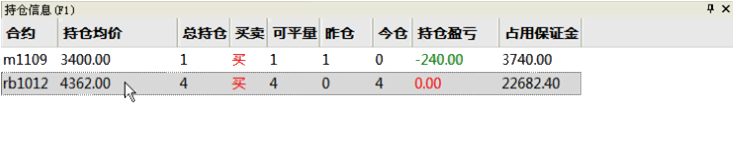 持仓信息(F1)
合约 持仓均价 总持仓 买卖 可平量 昨仓 今仓 持仓盈亏 占用保证金
m1109 3400.00 1 买 1 1 0 -240.00 3740.00
rb1012 4362.00 4 买 4 0 4 0.00 22682.40